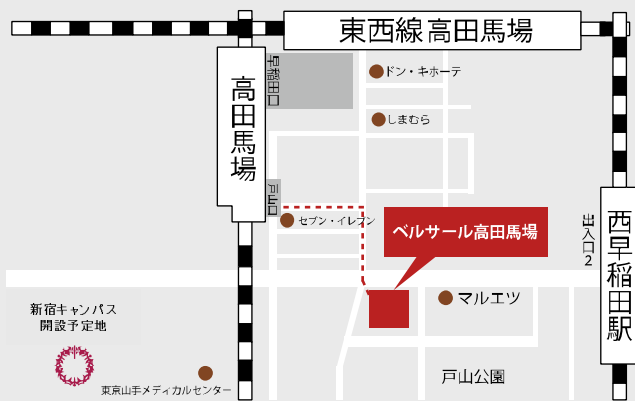 東西線 高田馬場
高田馬場
早稲田口
ドン・キホーテ
しまむら
戸山口
セブン・イレブン
ベルサール高田馬場
出入口2
西早稲田駅
マルエツ
新宿キャンパス
開設予定地
東京山手メディカルセンター
戸山公園